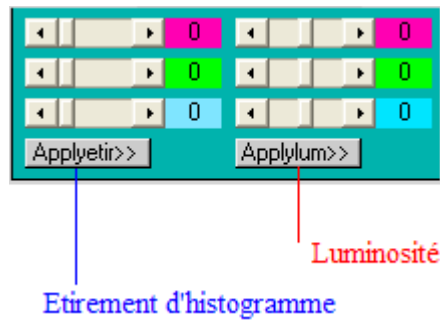 0 0
0 0
0 0
Applyetir>> Applylum>>
Luminosité
Etirement d'histogramme